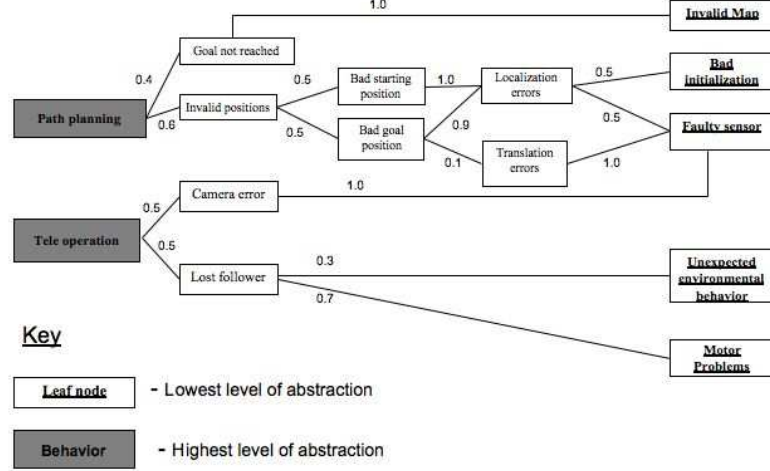 1.0
Invalid Map
Goal not reached
0.4
Bad
initialization
0.5
Bad starting
position
1.0
Localization
errors
0.5
Path planning
0.6
Invalid positions
0.5
Bad goal
position
0.9
0.5
Faulty sensor
0.1
Translation
errors
1.0
Camera error
1.0
0.5
Tele operation
0.5
Lost follower
0.3
0.7
Unexpected
environmental
behavior
Motor
Problems
Key
Leaf node
- Lowest level of abstraction
Behavior
- Highest level of abstraction